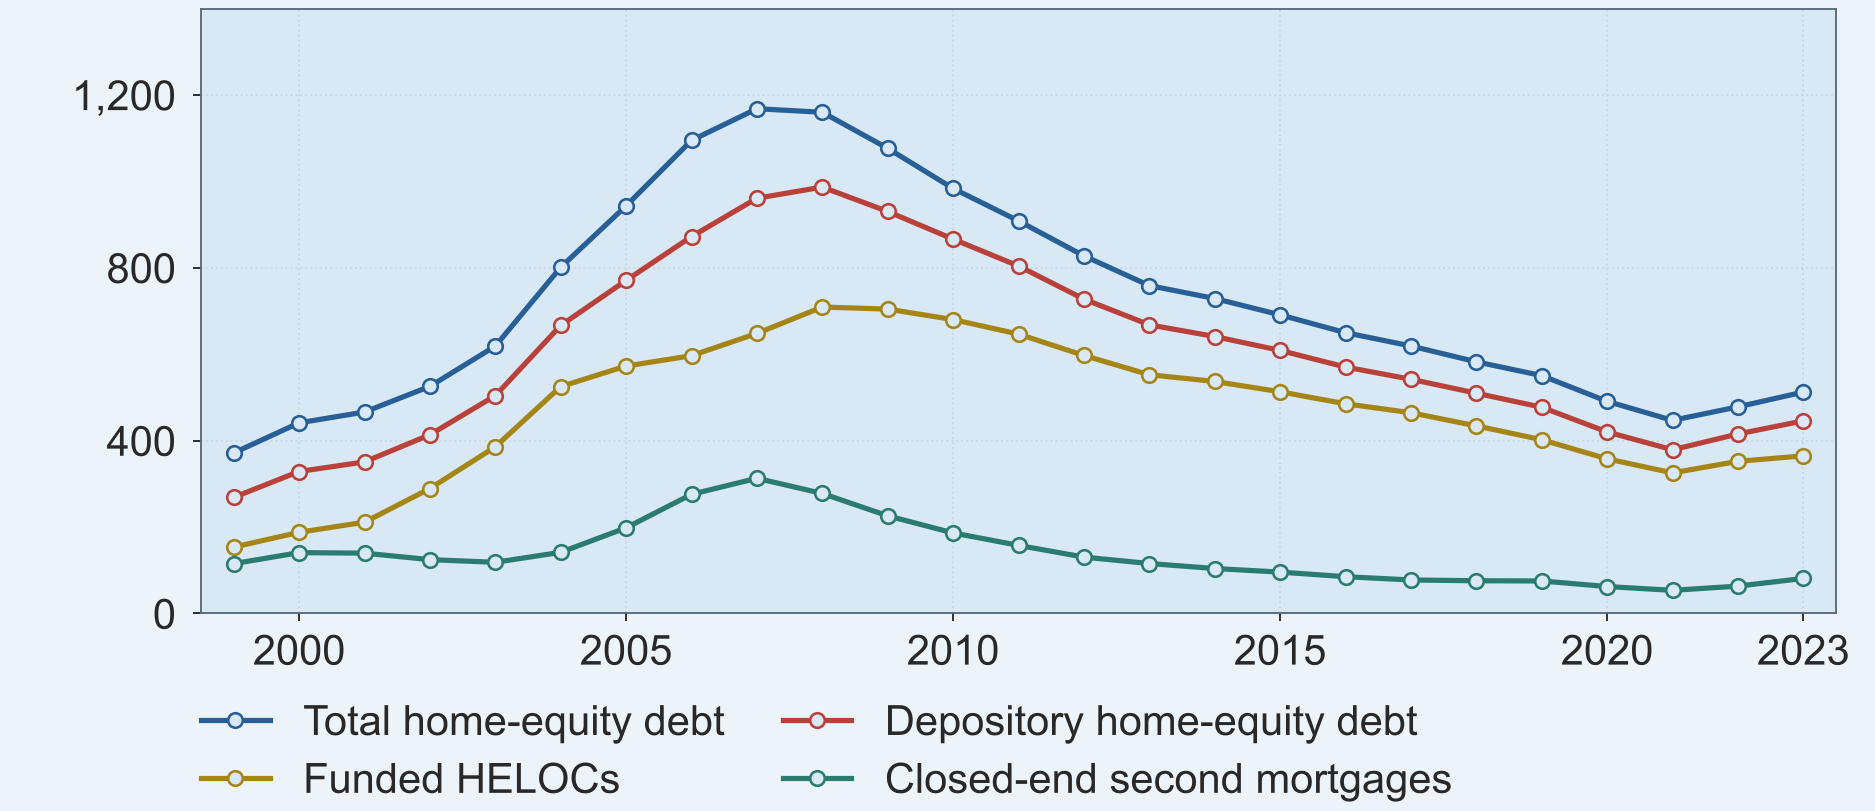 1,200
800
400
0
2000 2005 2010 2015 2020 2023
Total home-equity debt Depository home-equity debt
Funded HELOCs Closed-end second mortgages